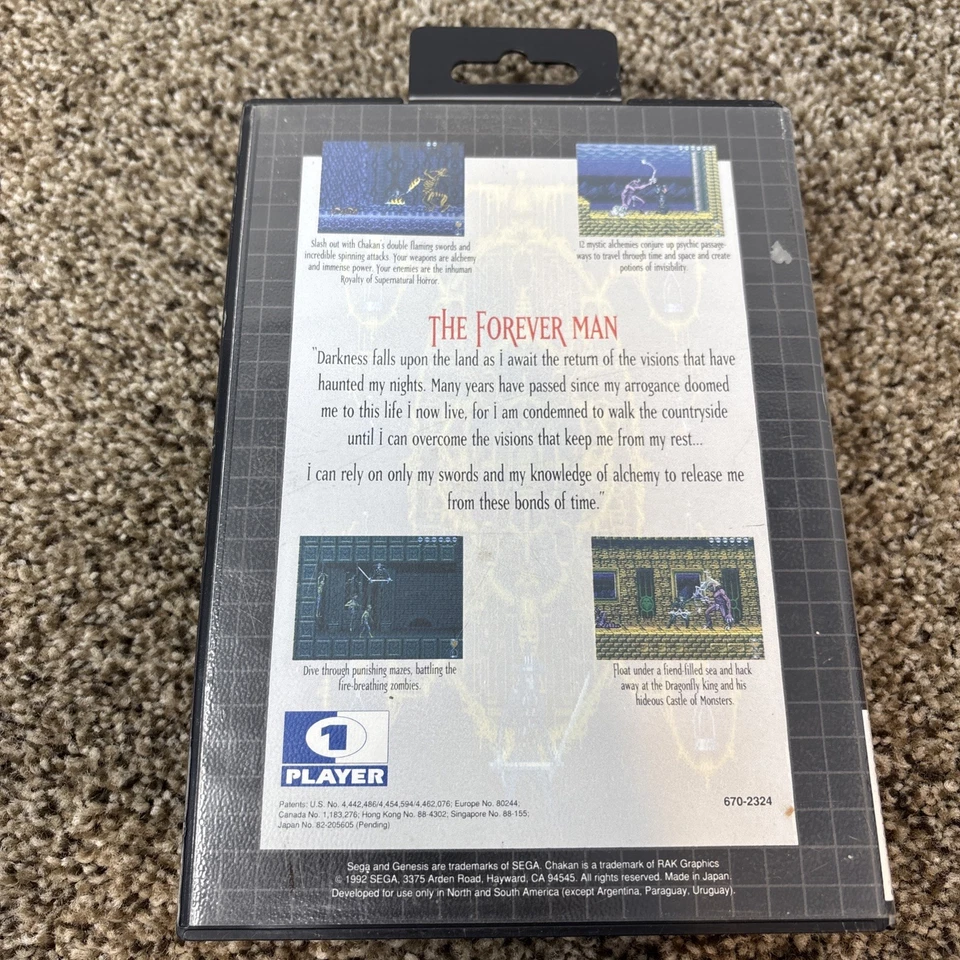 Slash out with Chakan's double flaming swords and
incredible spinning attacks. Your weapons are alchemy
and immense power. Your enemies are the inhuman
Royalty of Supernatural Horror.
12 mystic alchemies conjure up psychic passage-
ways to travel through time and space and create
potions of invisibility.
THE FOREVER MAN
"Darkness falls upon the land as I await the return of the visions that have
haunted my nights. Many years have passed since my arrogance doomed
me to this life I now live, for I am condemned to walk the countryside
until I can overcome the visions that keep me from my rest...
I can rely on only my swords and my knowledge of alchemy to release me
from these bonds of time."
Dive through punishing mazes, battling the
fire-breathing zombies.
Float under a fiend-filled sea and hack
away at the Dragonfly King and his
hideous Castle of Monsters.
1
PLAYER
Patents: U.S. No. 4,442,486/4,454,594/4,462,076; Europe No. 80244;
Canada No. 1,183,276; Hong Kong No. 88-4302; Singapore No. 88-155;
Japan No. 82-205605 (Pending)
670-2324
Sega and Genesis are trademarks of SEGA. Chakan is a trademark of RAK Graphics
© 1992 SEGA, 3375 Arden Road, Hayward, CA 94545. All rights reserved. Made in Japan.
Developed for use only in North and South America (except Argentina, Paraguay, Uruguay).